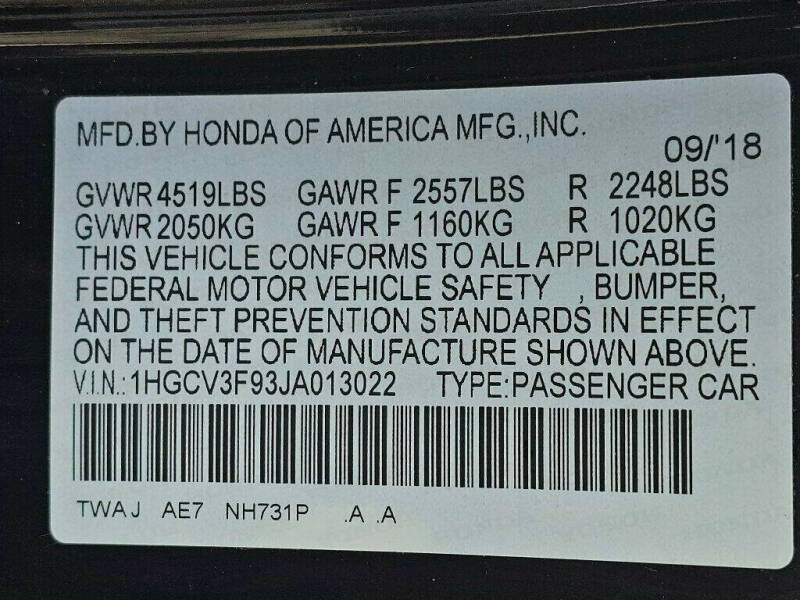 MFD.BY HONDA OF AMERICA MFG.,INC.
09/'18
GVWR 4519LBS GAWR F 2557LBS R 2248LBS
GVWR 2050KG GAWR F 1160KG R 1020KG
THIS VEHICLE CONFORMS TO ALL APPLICABLE
FEDERAL MOTOR VEHICLE SAFETY , BUMPER,
AND THEFT PREVENTION STANDARDS IN EFFECT
ON THE DATE OF MANUFACTURE SHOWN ABOVE.
V.I.N.:1HGCV3F93JA013022 TYPE:PASSENGER CAR
TWAJ AE7 NH731P .A .A